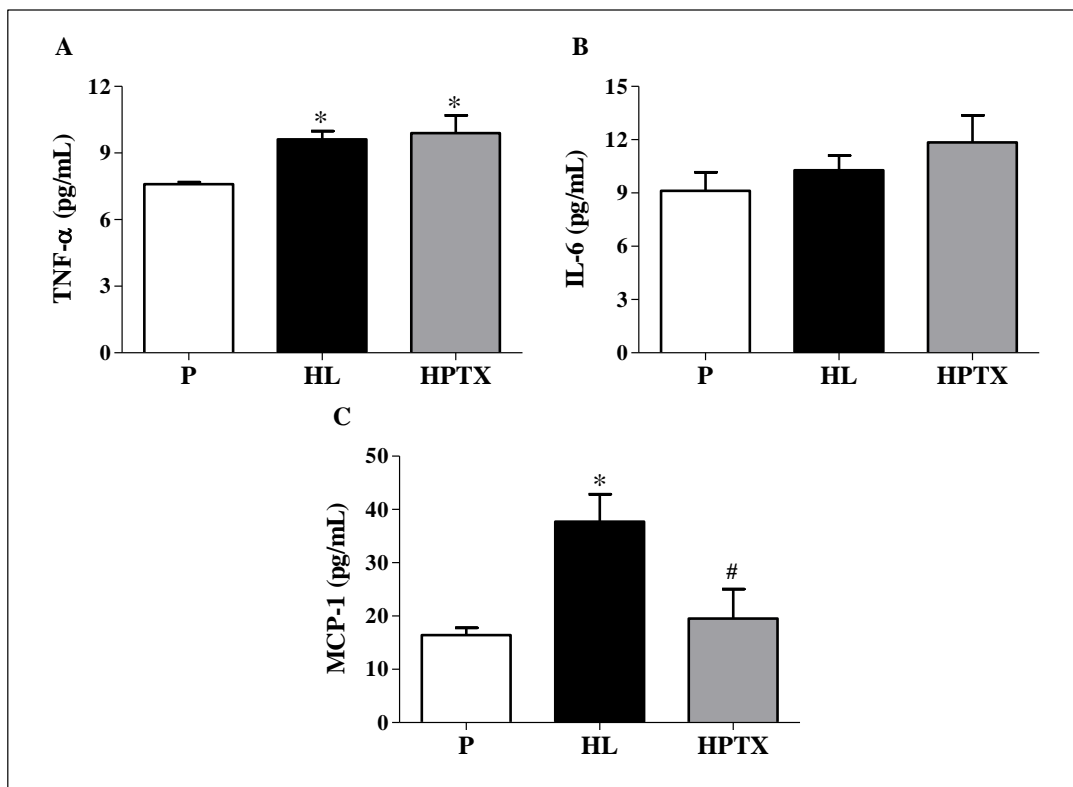 A
TNF-α (pg/mL)
12
9
6
3
0
* *
P HL HPTX
B
IL-6 (pg/mL)
15
12
9
6
3
0
P HL HPTX
C
MCP-1 (pg/mL)
50
40
30
20
10
0
* #
P HL HPTX